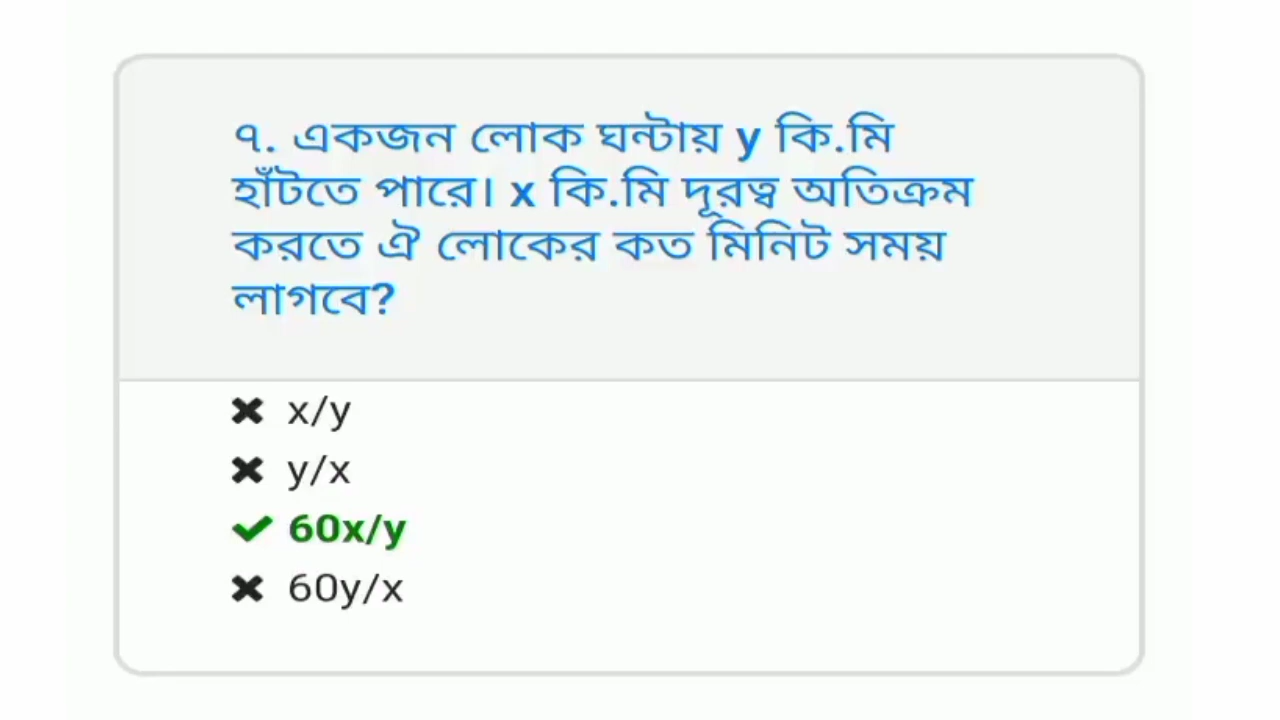 ৭. একজন লোক ঘন্টায় y কি.মি
হাঁটতে পারে। x কি.মি দূরত্ব অতিক্রম
করতে ঐ লোকের কত মিনিট সময়
লাগবে?
✖ x/y
✖ y/x
✔ 60x/y
✖ 60y/x